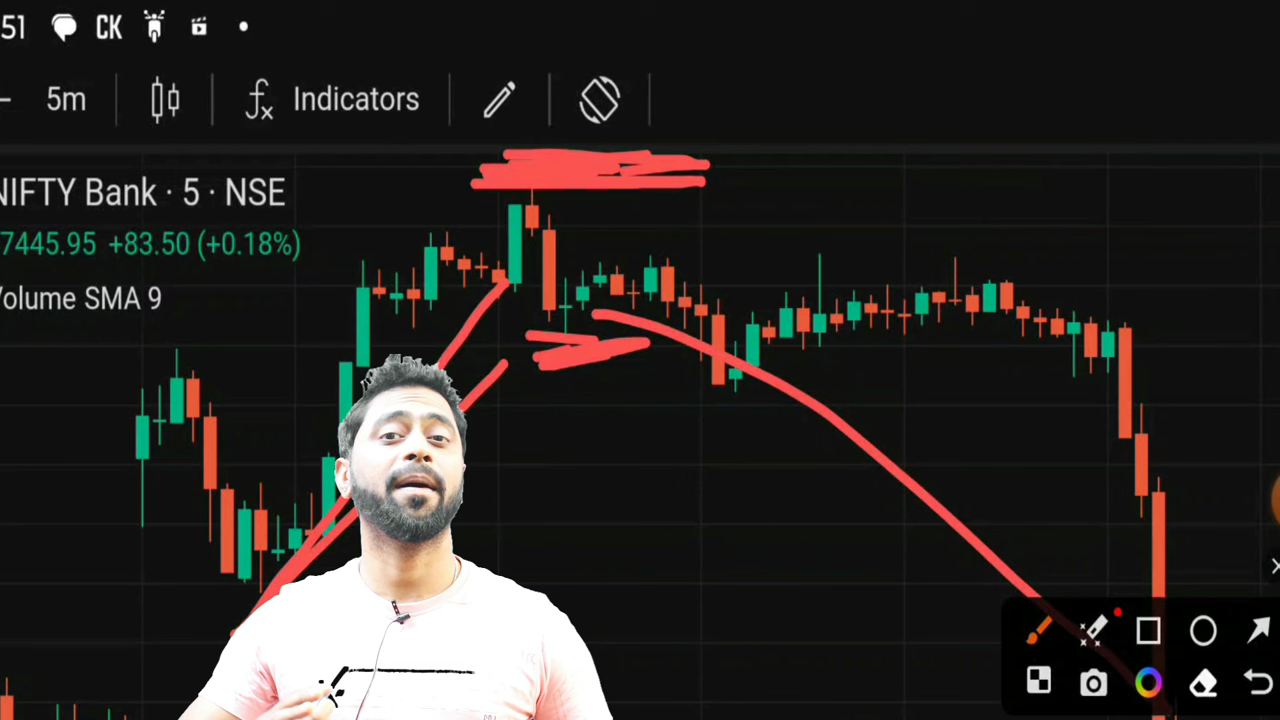 51 CK
5m Indicators
NIFTY Bank · 5 · NSE
7445.95 +83.50 (+0.18%)
Volume SMA 9